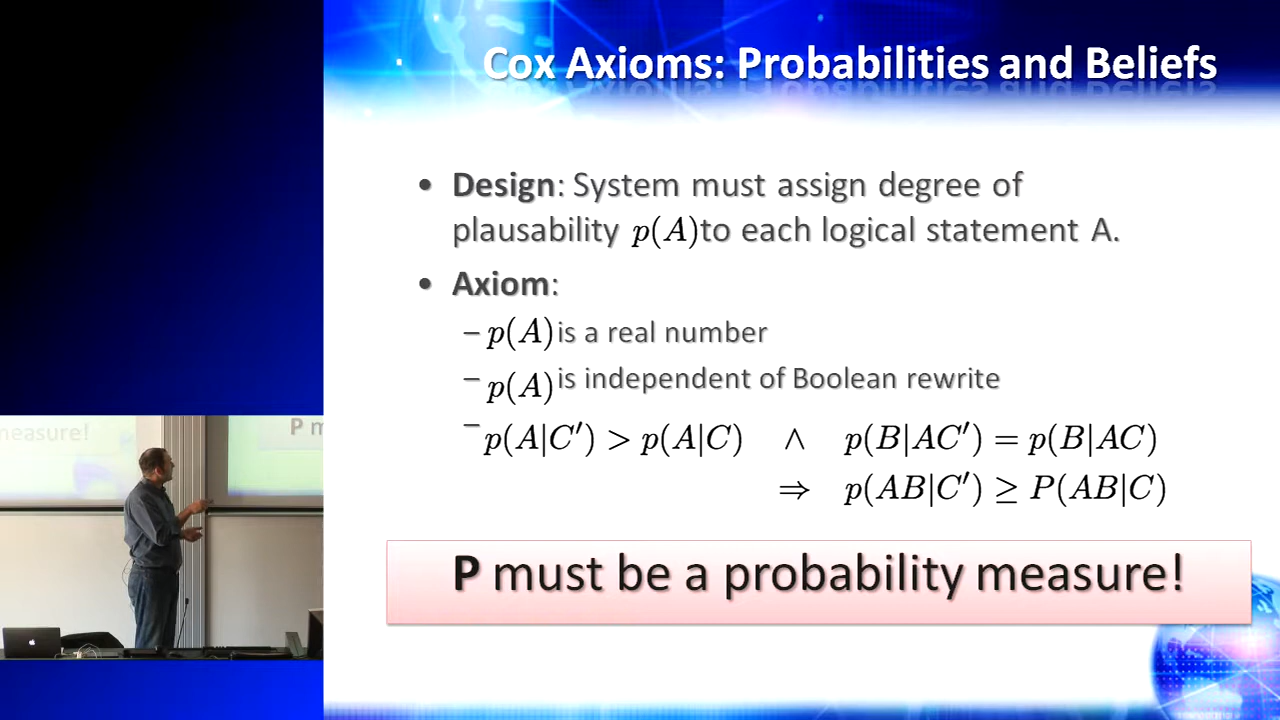 Cox Axioms: Probabilities and Beliefs
• Design: System must assign degree of
plausability p(A) to each logical statement A.
• Axiom:
– p(A) is a real number
– p(A) is independent of Boolean rewrite
– p(A|C′) > p(A|C) ∧ p(B|AC′) = p(B|AC)
⇒ p(AB|C′) ≥ P(AB|C)
P must be a probability measure!
measure!
P m